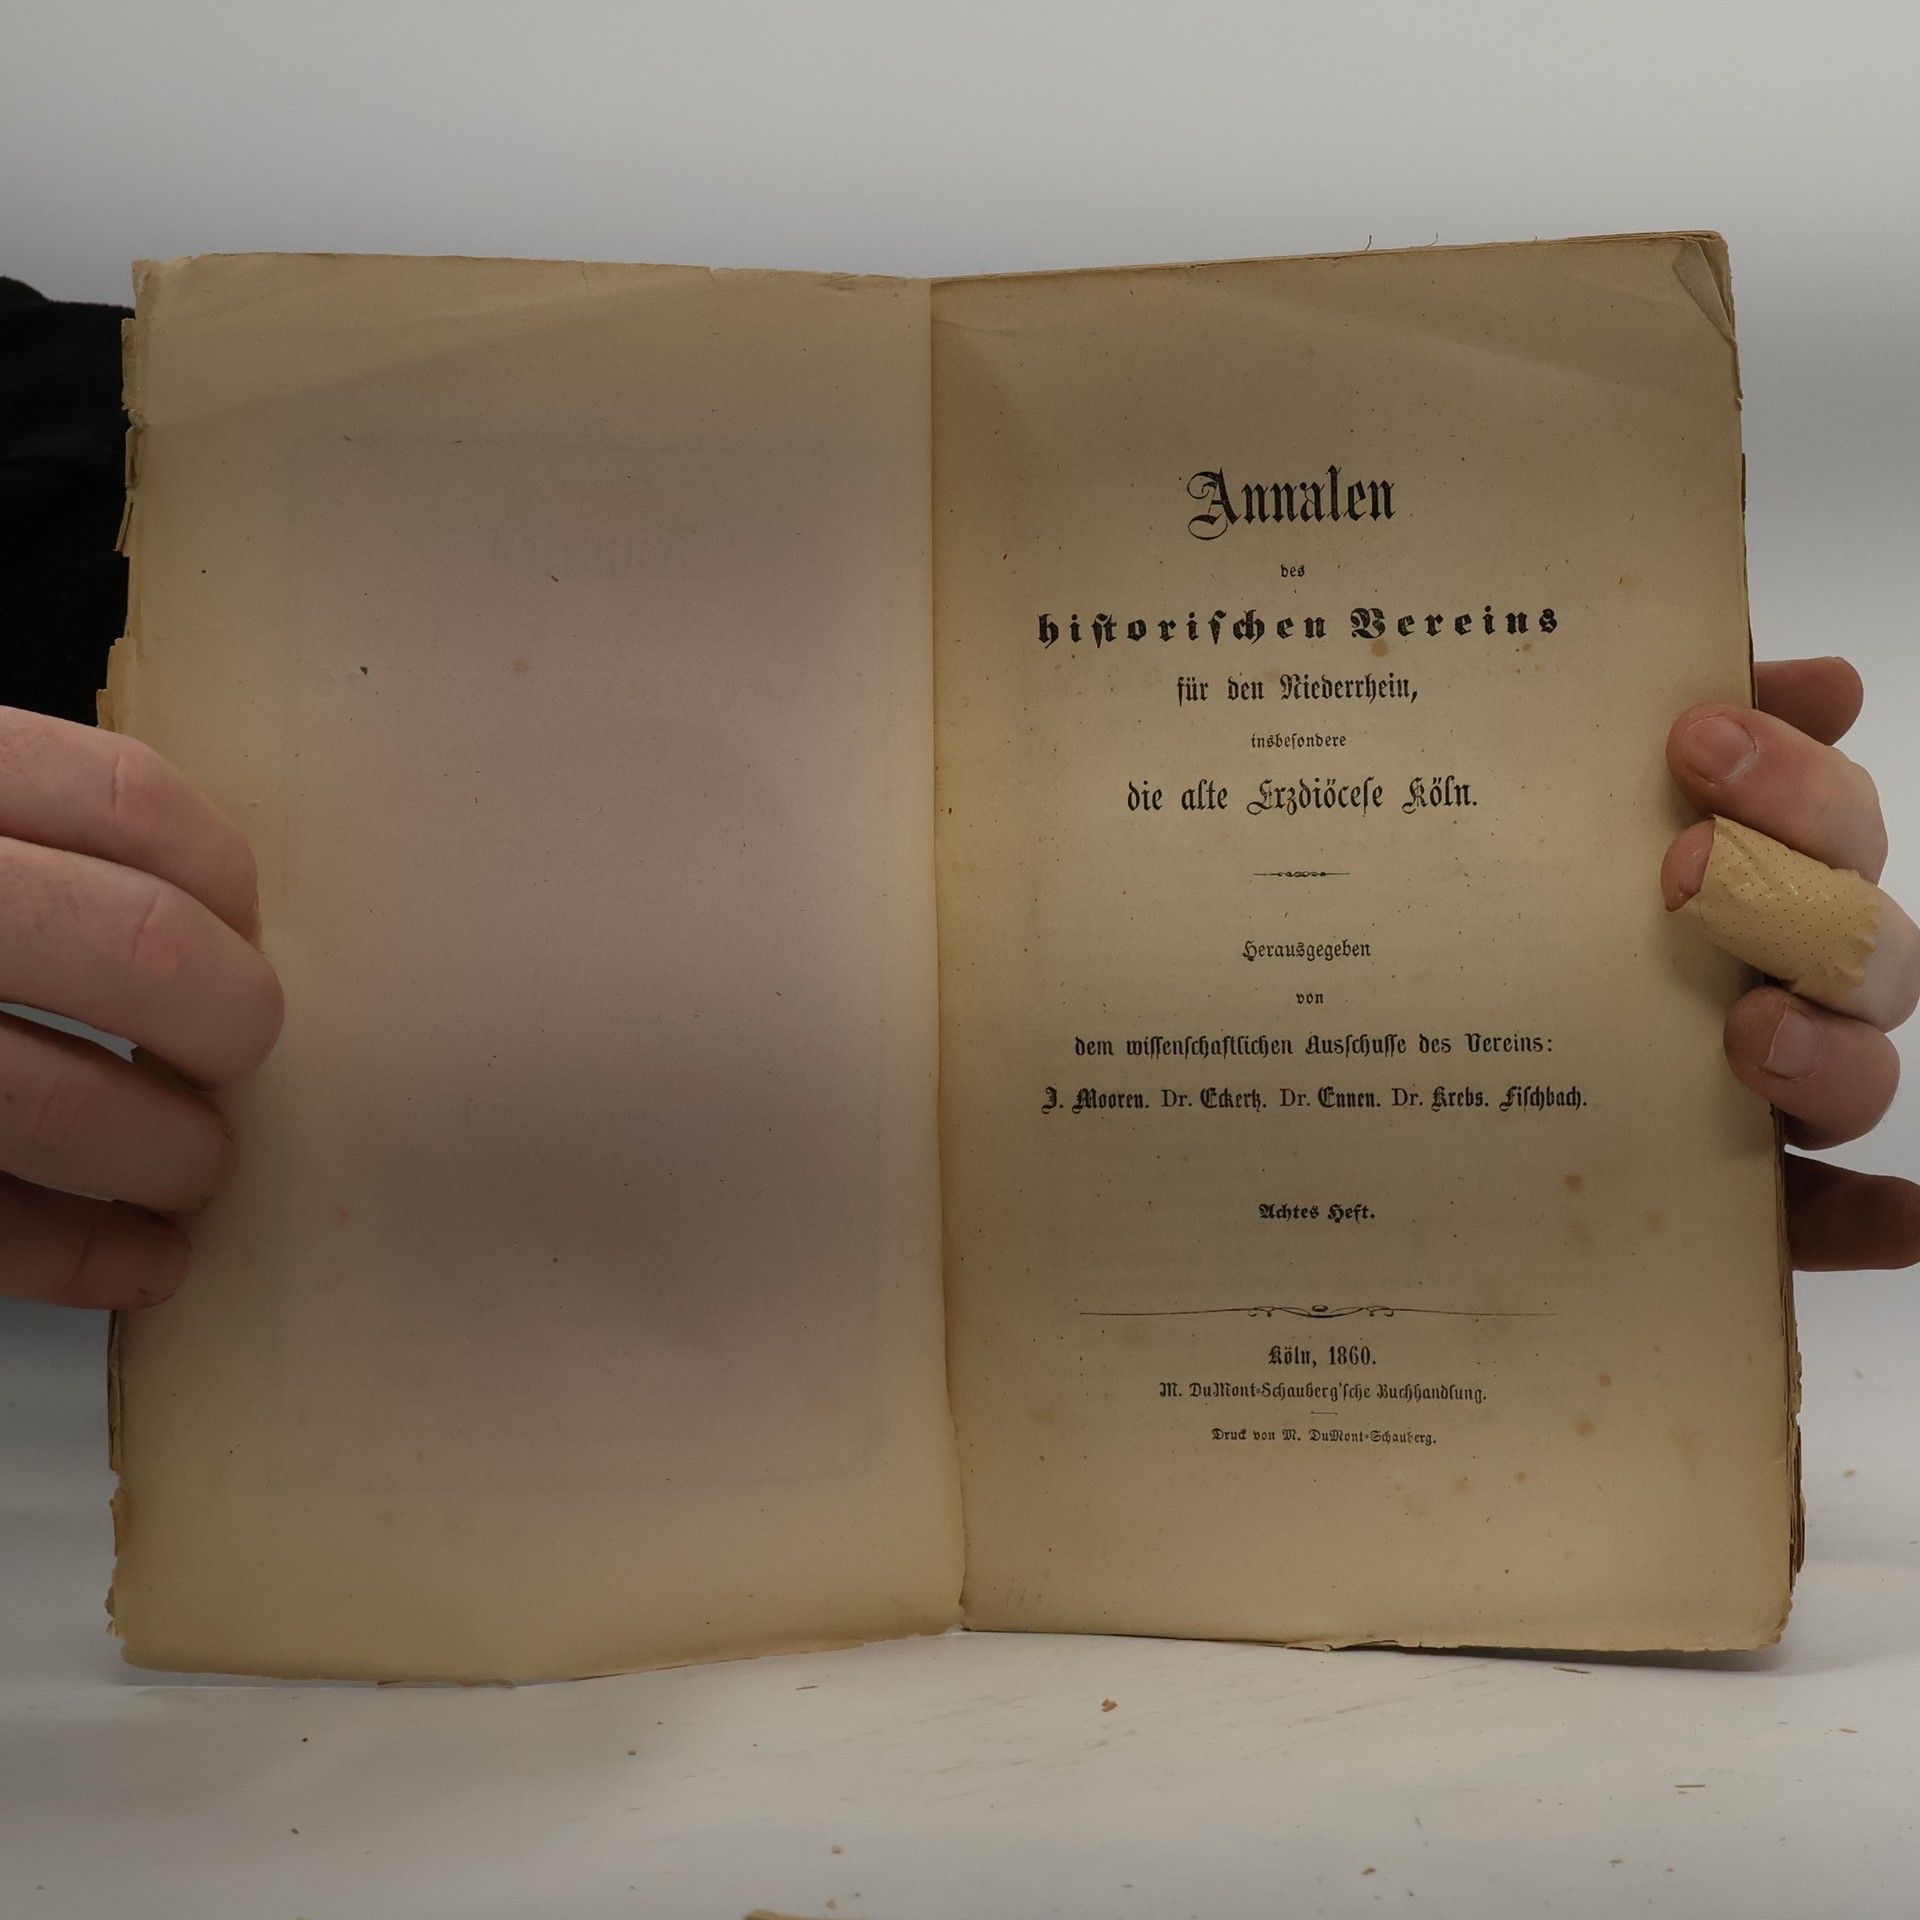 Annalen
des
historischen Vereins
für den Niederrhein,
insbesondere
die alte Erzdiöcese Köln.
Herausgegeben
von
dem wissenschaftlichen Ausschusse des Vereins:
J. Mooren. Dr. Eckertz. Dr. Ennen. Dr. Krebs. Fischbach.
Achtes Heft.
Köln, 1860.
M. DuMont-Schauberg'sche Buchhandlung.
Druck von M. DuMont-Schauberg.